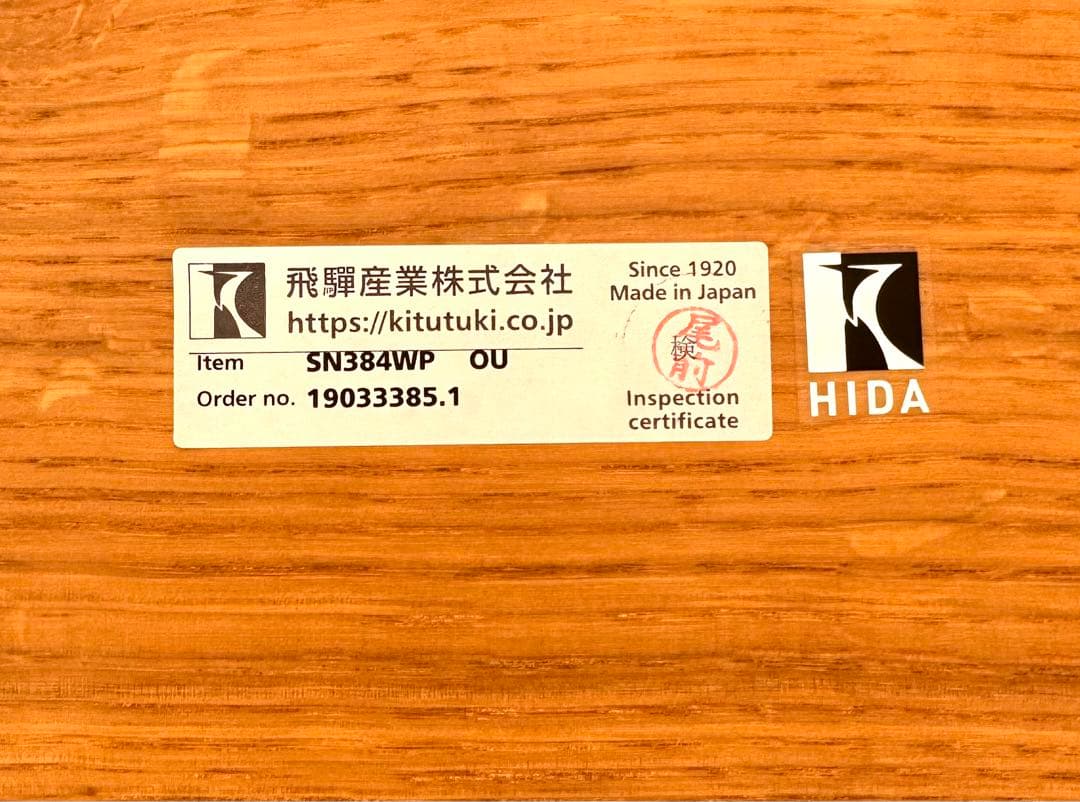 飛驒産業株式会社
https://kitutuki.co.jp
Item SN384WP OU
Order no. 19033385.1
Since 1920
Made in Japan
検
尾前
Inspection
certificate
HIDA